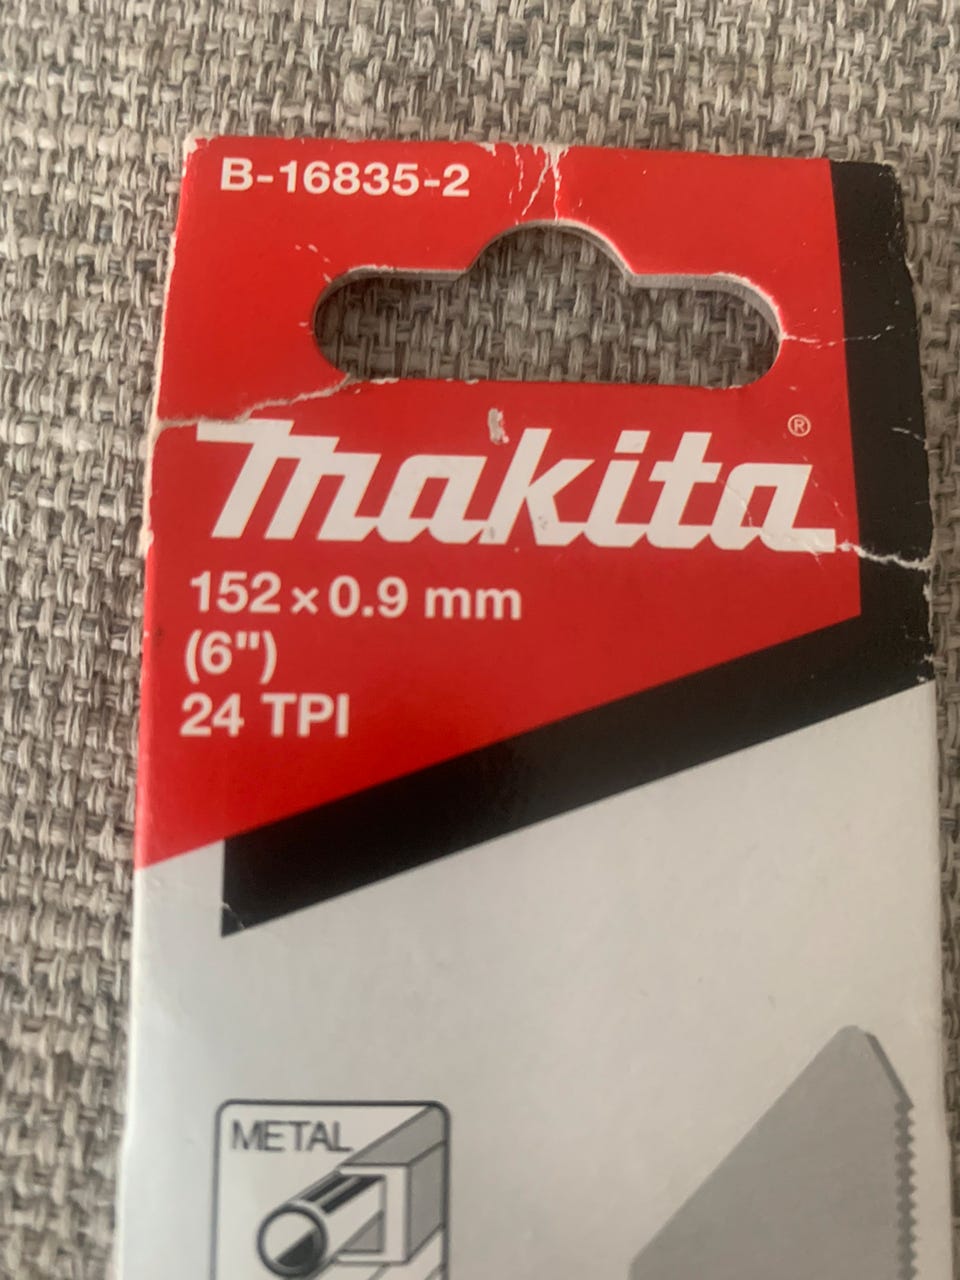 B-16835-2
makita ®
152 × 0.9 mm
(6")
24 TPI
METAL